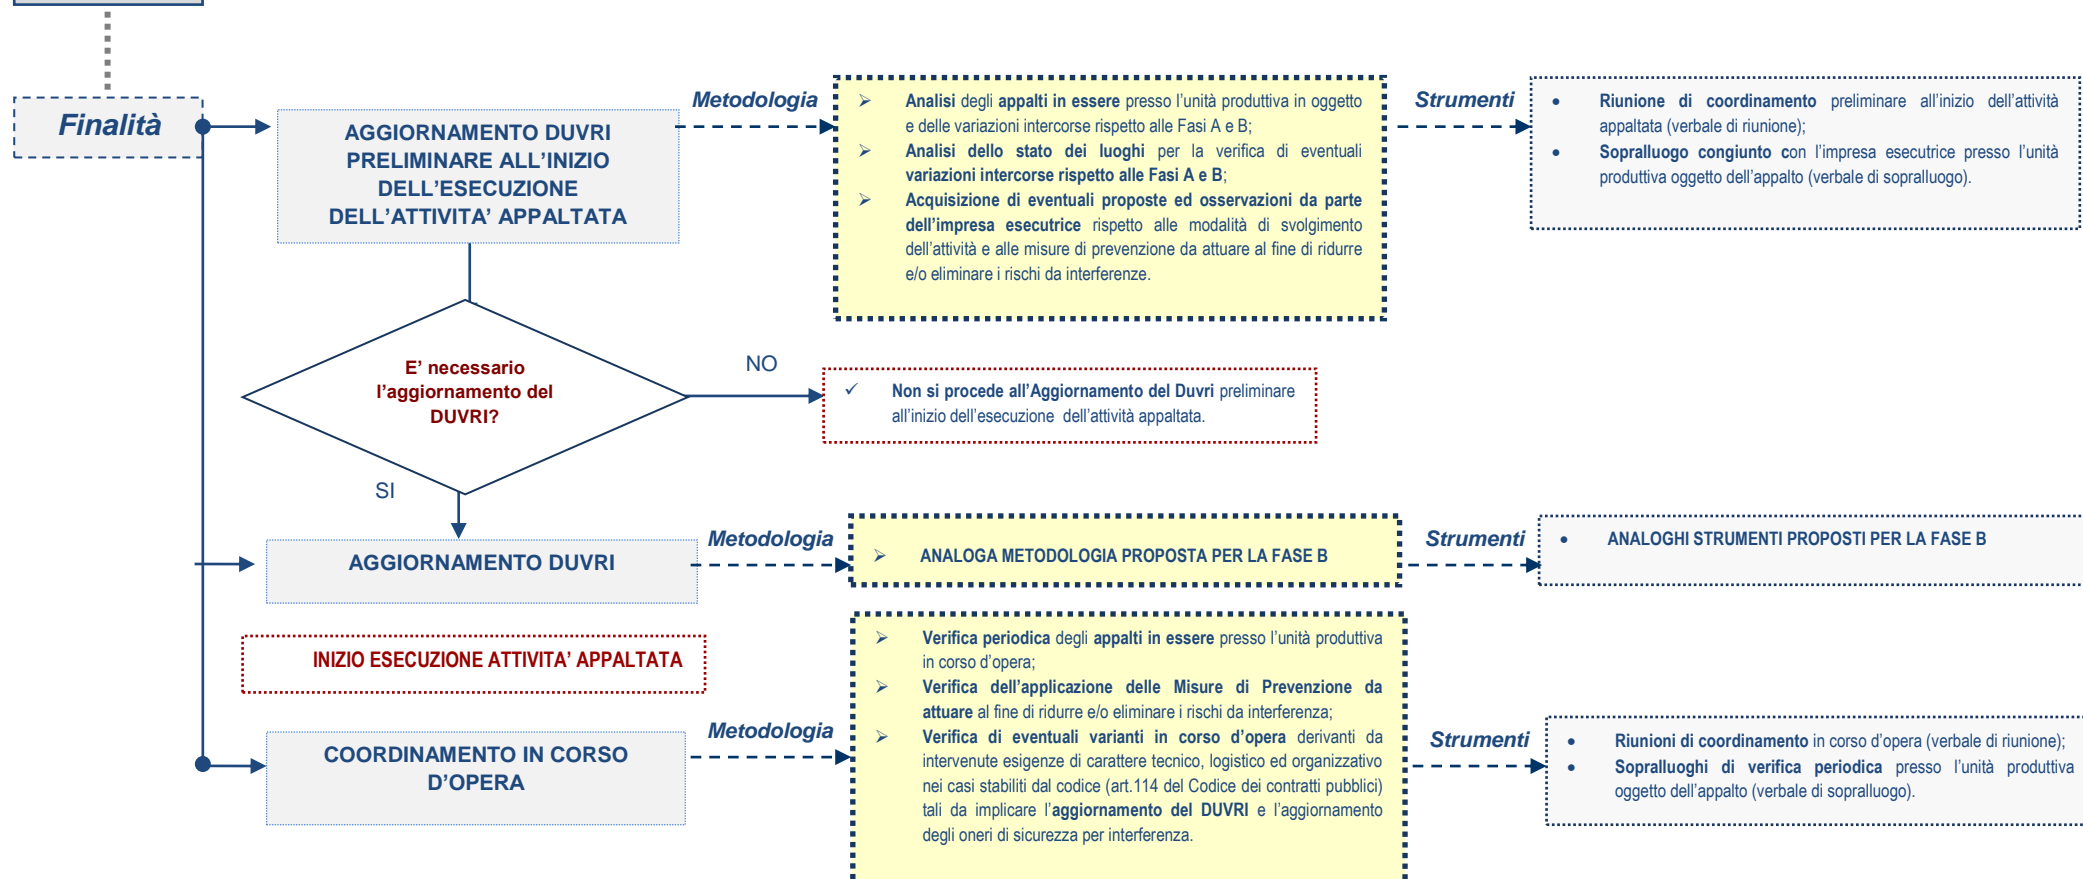 Finalità
AGGIORNAMENTO DUVRI
PRELIMINARE ALL’INIZIO
DELL’ESECUZIONE
DELL’ATTIVITA’ APPALTATA
Metodologia
➢ Analisi degli appalti in essere presso l’unità produttiva in oggetto
e delle variazioni intercorse rispetto alle Fasi A e B;
➢ Analisi dello stato dei luoghi per la verifica di eventuali
variazioni intercorse rispetto alle Fasi A e B;
➢ Acquisizione di eventuali proposte ed osservazioni da parte
dell’impresa esecutrice rispetto alle modalità di svolgimento
dell’attività e alle misure di prevenzione da attuare al fine di ridurre
e/o eliminare i rischi da interferenze.
Strumenti
• Riunione di coordinamento preliminare all’inizio dell’attività
appaltata (verbale di riunione);
• Sopralluogo congiunto con l’impresa esecutrice presso l’unità
produttiva oggetto dell’appalto (verbale di sopralluogo).
E’ necessario
l’aggiornamento del
DUVRI?
NO
✓ Non si procede all’Aggiornamento del Duvri preliminare
all’inizio dell’esecuzione dell’attività appaltata.
SI
AGGIORNAMENTO DUVRI
Metodologia
➢ ANALOGA METODOLOGIA PROPOSTA PER LA FASE B
Strumenti
• ANALOGHI STRUMENTI PROPOSTI PER LA FASE B
INIZIO ESECUZIONE ATTIVITA’ APPALTATA
COORDINAMENTO IN CORSO
D’OPERA
Metodologia
➢ Verifica periodica degli appalti in essere presso l’unità produttiva
in corso d’opera;
➢ Verifica dell’applicazione delle Misure di Prevenzione da
attuare al fine di ridurre e/o eliminare i rischi da interferenza;
➢ Verifica di eventuali varianti in corso d’opera derivanti da
intervenute esigenze di carattere tecnico, logistico ed organizzativo
nei casi stabiliti dal codice (art.114 del Codice dei contratti pubblici)
tali da implicare l’aggiornamento del DUVRI e l’aggiornamento
degli oneri di sicurezza per interferenza.
Strumenti
• Riunioni di coordinamento in corso d’opera (verbale di riunione);
• Sopralluoghi di verifica periodica presso l’unità produttiva
oggetto dell’appalto (verbale di sopralluogo).